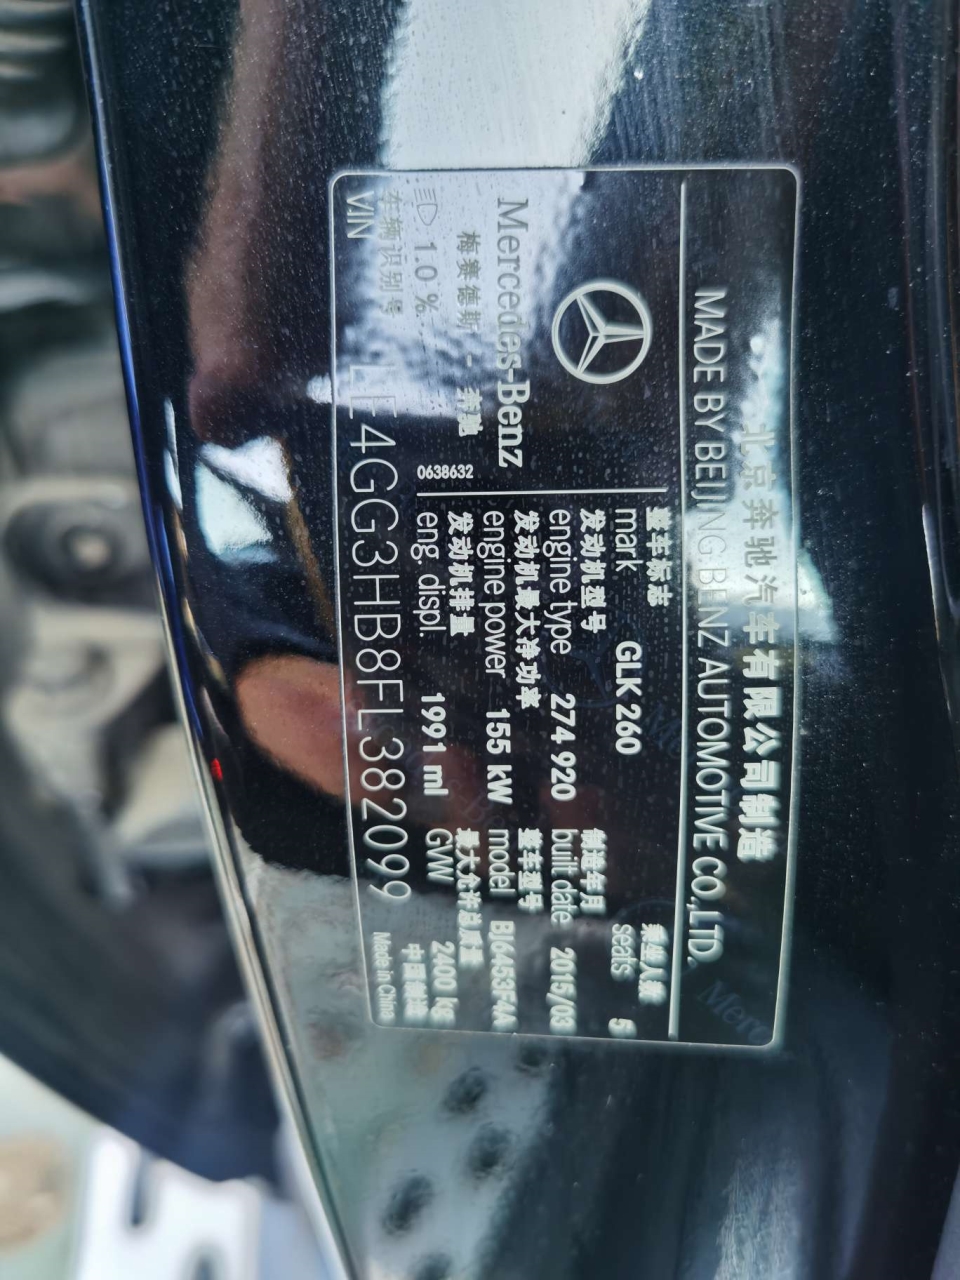 北京奔驰汽车有限公司制造
MADE BY BEIJING BENZ AUTOMOTIVE CO.,LTD.
Mercedes-Benz
梅赛德斯 - 奔驰
1.0 %
0638632
整车标志
mark GLK 260
乘坐人数
seats 5
发动机型号
engine type 274 920
制造年月
built date 2015/03
发动机最大净功率
engine power 155 kW
整车型号
model BJ6453F4A
发动机排量
eng. displ. 1991 ml
最大允许总质量
GVW 2400 kg
车辆识别号
VIN LE4GG3HB8FL382099
中国制造
Made in China